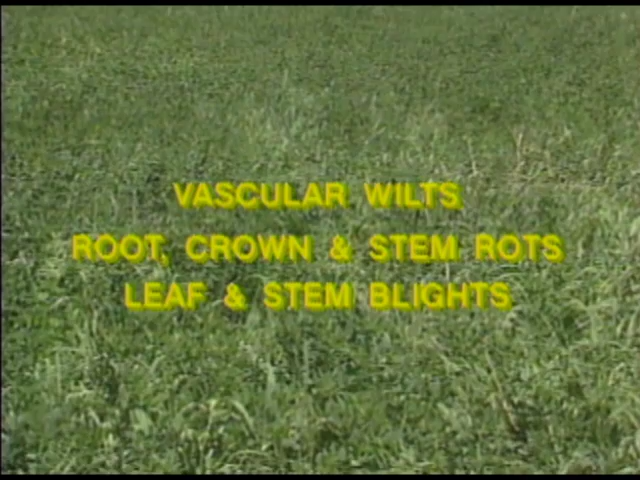 VASCULAR WILTS
ROOT, CROWN & STEM ROTS
LEAF & STEM BLIGHTS